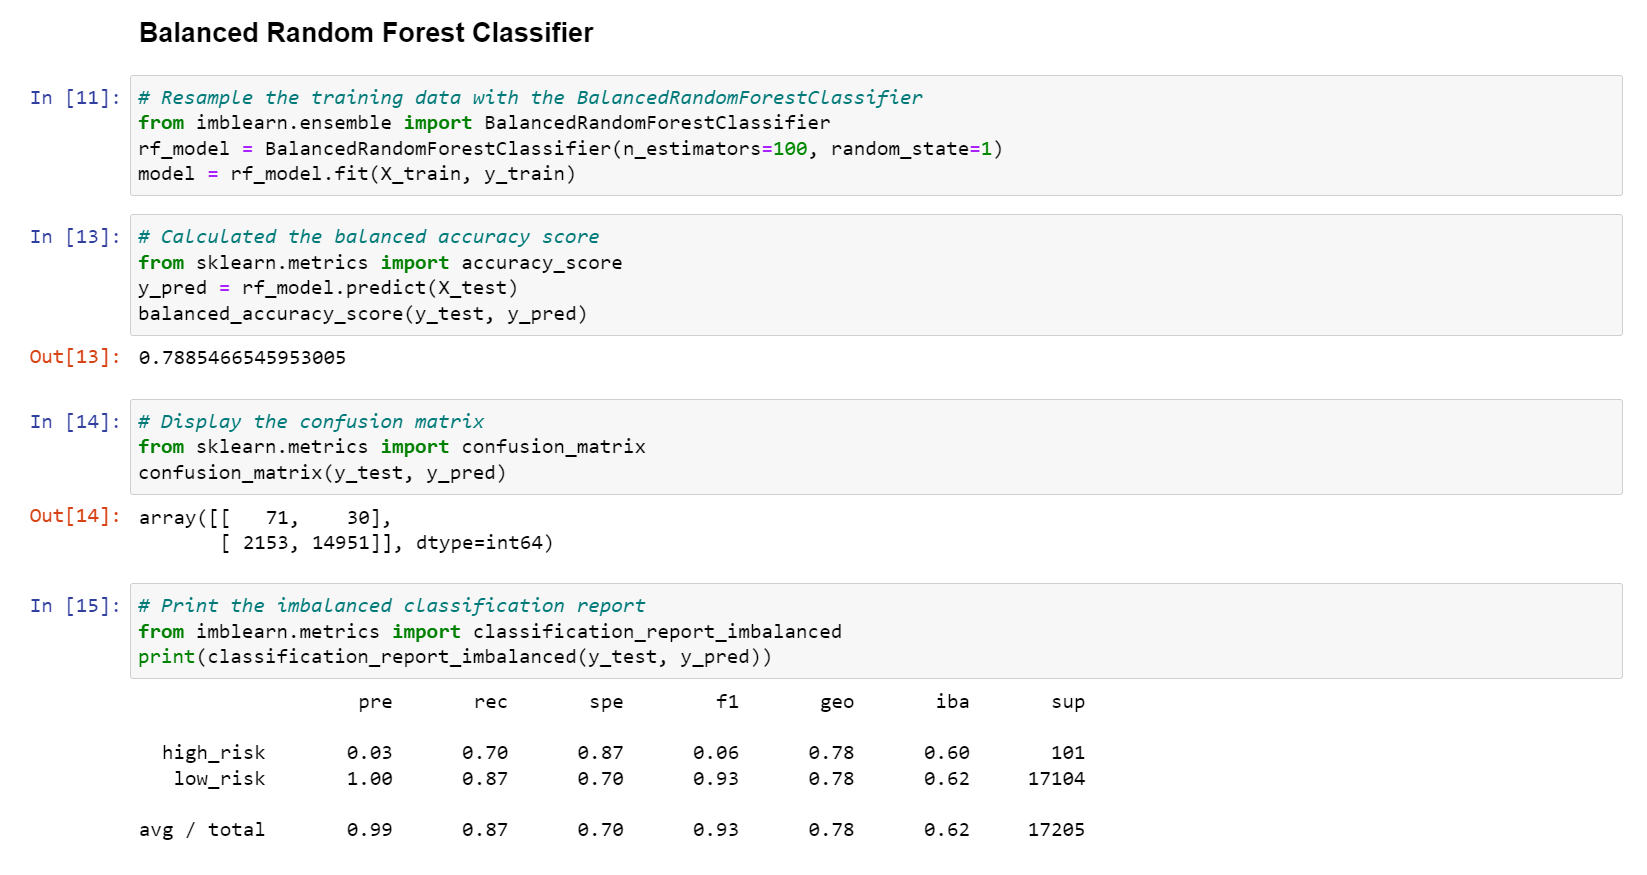 Balanced Random Forest Classifier
In [11]:
# Resample the training data with the BalancedRandomForestClassifier
from imblearn.ensemble import BalancedRandomForestClassifier
rf_model = BalancedRandomForestClassifier(n_estimators=100, random_state=1)
model = rf_model.fit(X_train, y_train)
In [13]:
# Calculated the balanced accuracy score
from sklearn.metrics import accuracy_score
y_pred = rf_model.predict(X_test)
balanced_accuracy_score(y_test, y_pred)
Out[13]: 0.7885466545953005
In [14]:
# Display the confusion matrix
from sklearn.metrics import confusion_matrix
confusion_matrix(y_test, y_pred)
Out[14]: array([[   71,    30],
       [ 2153, 14951]], dtype=int64)
In [15]:
# Print the imbalanced classification report
from imblearn.metrics import classification_report_imbalanced
print(classification_report_imbalanced(y_test, y_pred))
pre rec spe f1 geo iba sup
high_risk 0.03 0.70 0.87 0.06 0.78 0.60 101
low_risk 1.00 0.87 0.70 0.93 0.78 0.62 17104
avg / total 0.99 0.87 0.70 0.93 0.78 0.62 17205